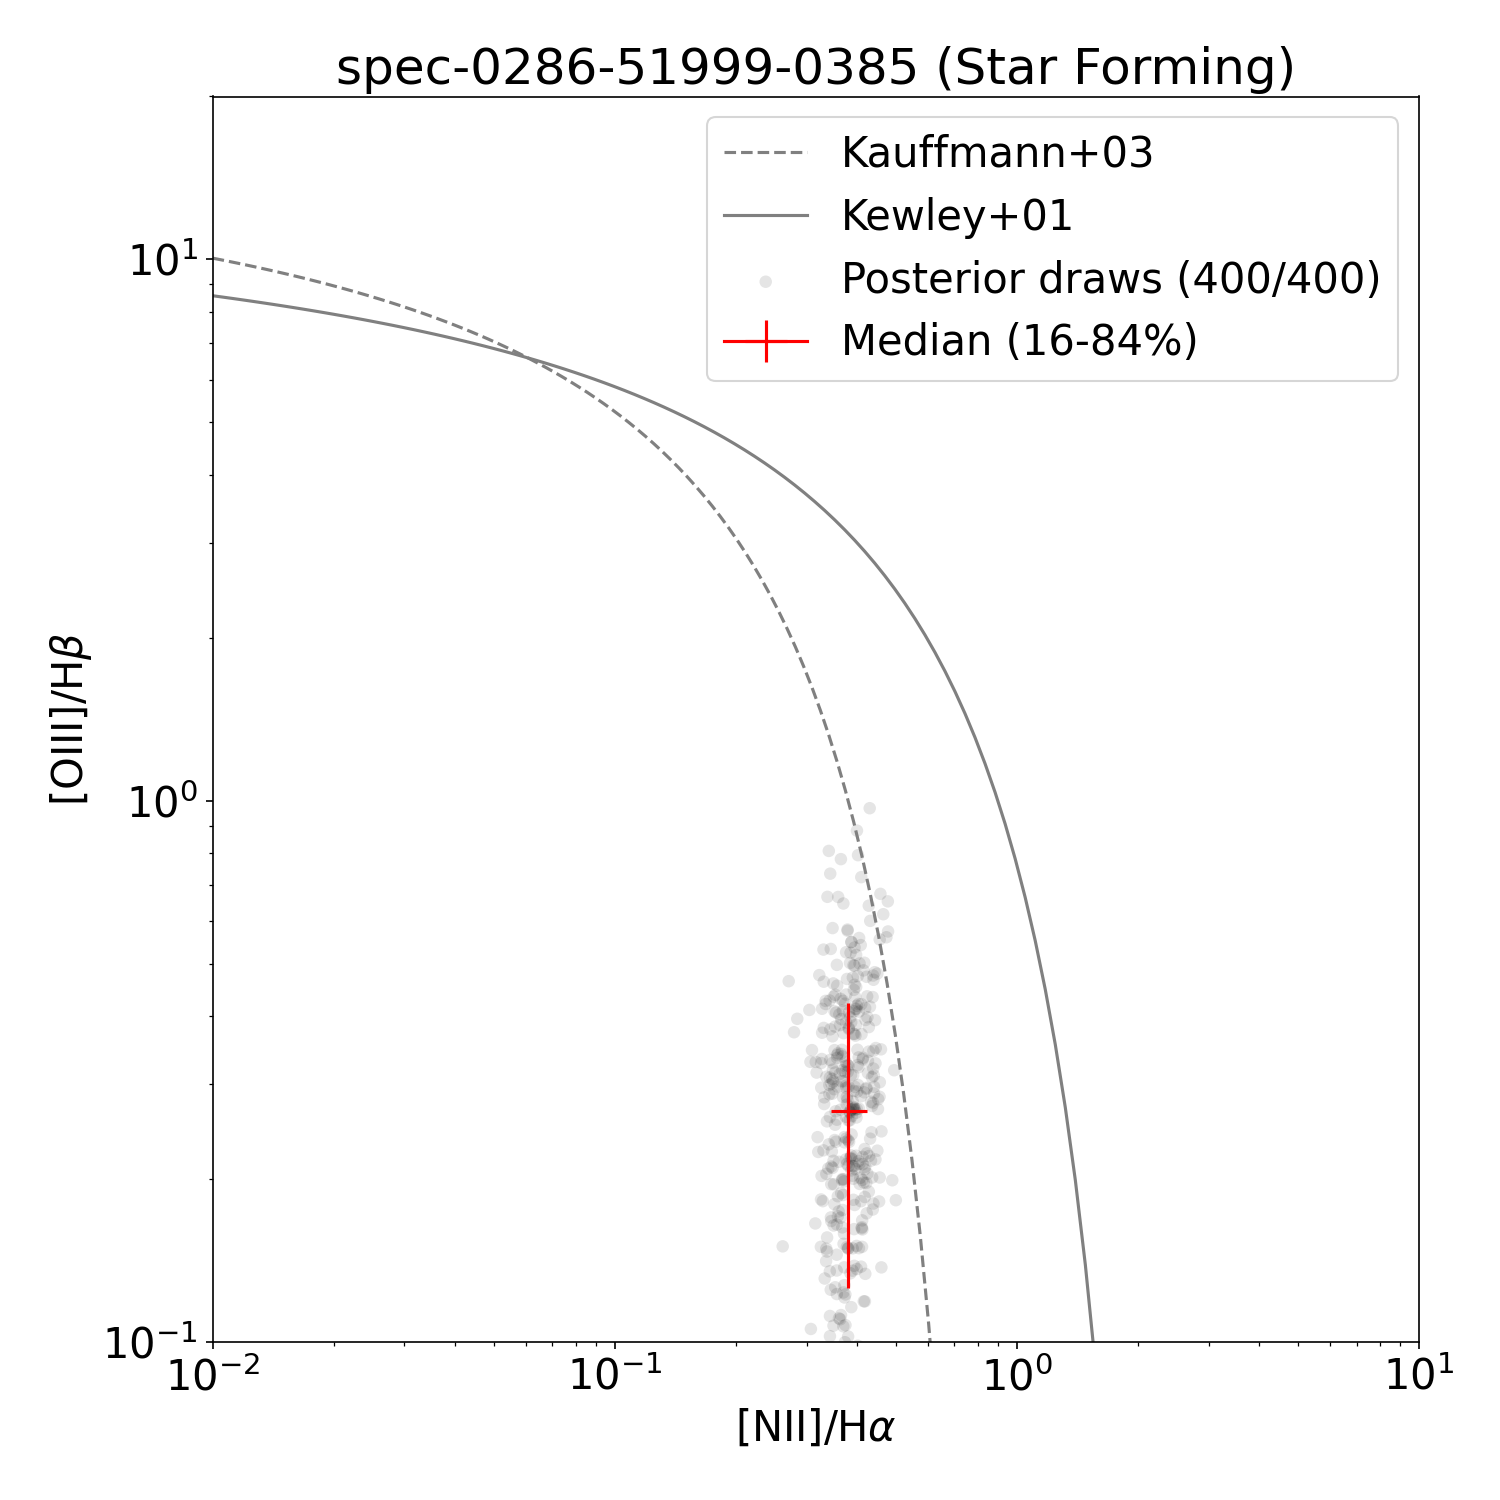 spec-0286-51999-0385 (Star Forming)
Kauffmann+03
Kewley+01
Posterior draws (400/400)
Median (16-84%)
[OIII]/Hβ
10¹
10⁰
10⁻¹
10⁻² 10⁻¹ 10⁰ 10¹
[NII]/Hα